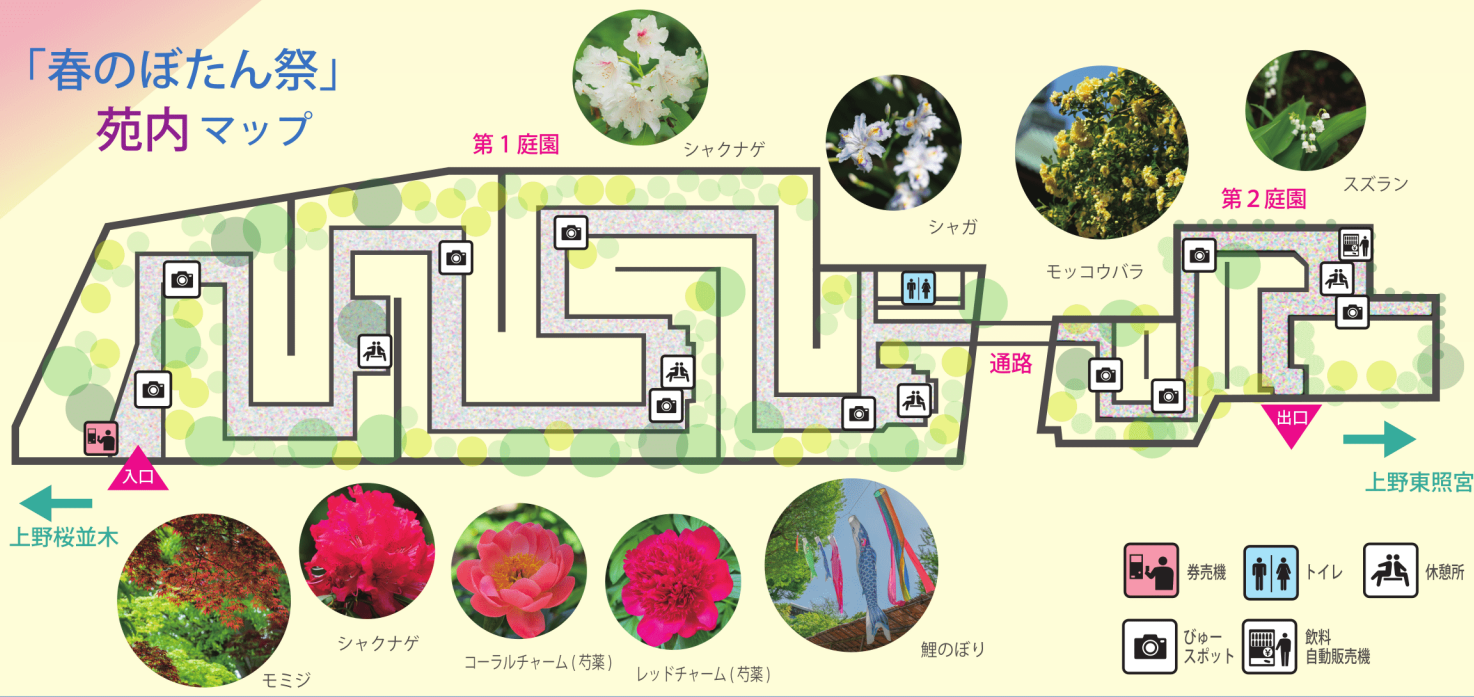 「春のぼたん祭」
苑内 マップ
第1庭園
シャクナゲ
シャガ
モッコウバラ
第2庭園
スズラン
通路
入口
出口
上野桜並木
上野東照宮
モミジ
シャクナゲ
コーラルチャーム(芍薬)
レッドチャーム(芍薬)
鯉のぼり
券売機
トイレ
休憩所
びゅー
スポット
飲料
自動販売機